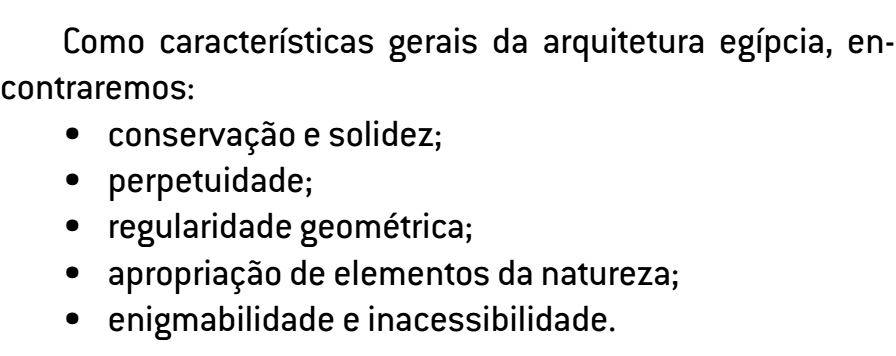 Como características gerais da arquitetura egípcia, en-
contraremos:
• conservação e solidez;
• perpetuidade;
• regularidade geométrica;
• apropriação de elementos da natureza;
• enigmabilidade e inacessibilidade.